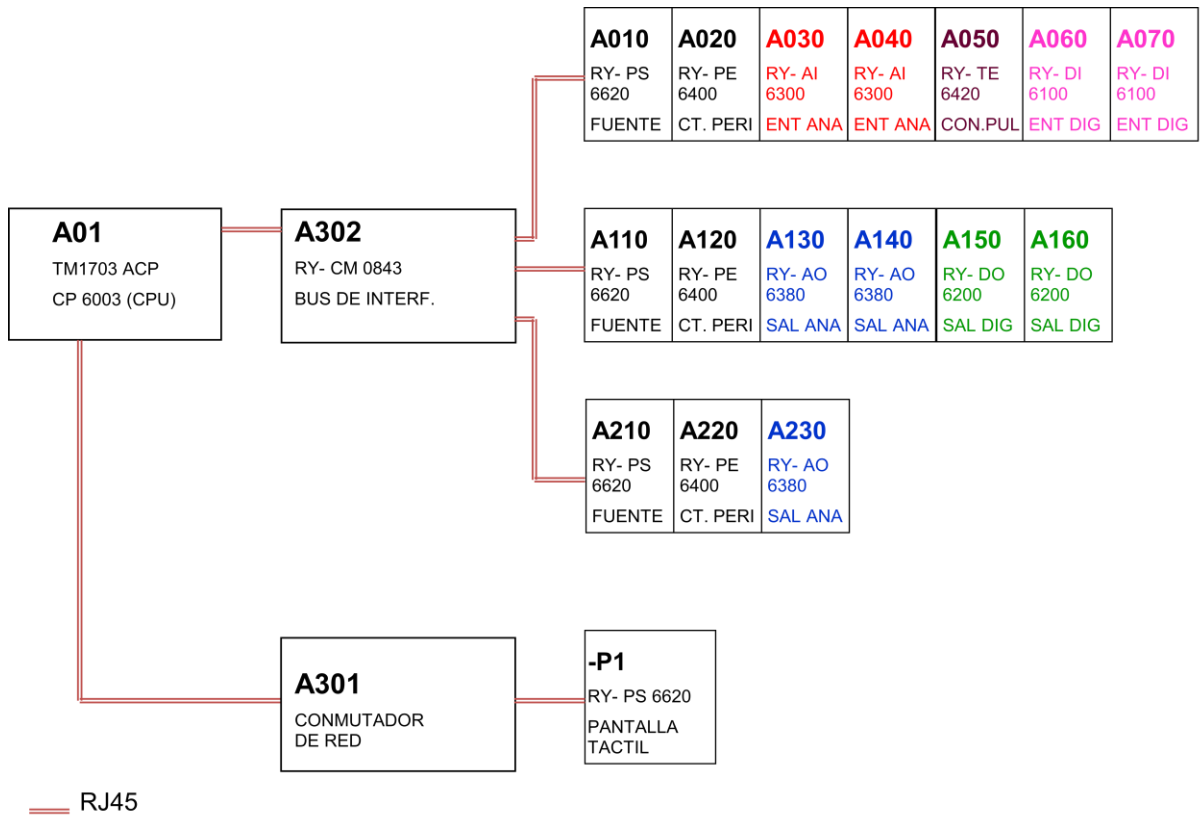 A010
RY- PS
6620
FUENTE
A020
RY- PE
6400
CT. PERI
A030
RY- AI
6300
ENT ANA
A040
RY- AI
6300
ENT ANA
A050
RY- TE
6420
CON.PUL
A060
RY- DI
6100
ENT DIG
A070
RY- DI
6100
ENT DIG
A01
TM1703 ACP
CP 6003 (CPU)
A302
RY- CM 0843
BUS DE INTERF.
A110
RY- PS
6620
FUENTE
A120
RY- PE
6400
CT. PERI
A130
RY- AO
6380
SAL ANA
A140
RY- AO
6380
SAL ANA
A150
RY- DO
6200
SAL DIG
A160
RY- DO
6200
SAL DIG
A210
RY- PS
6620
FUENTE
A220
RY- PE
6400
CT. PERI
A230
RY- AO
6380
SAL ANA
A301
CONMUTADOR
DE RED
-P1
RY- PS 6620
PANTALLA
TACTIL
RJ45